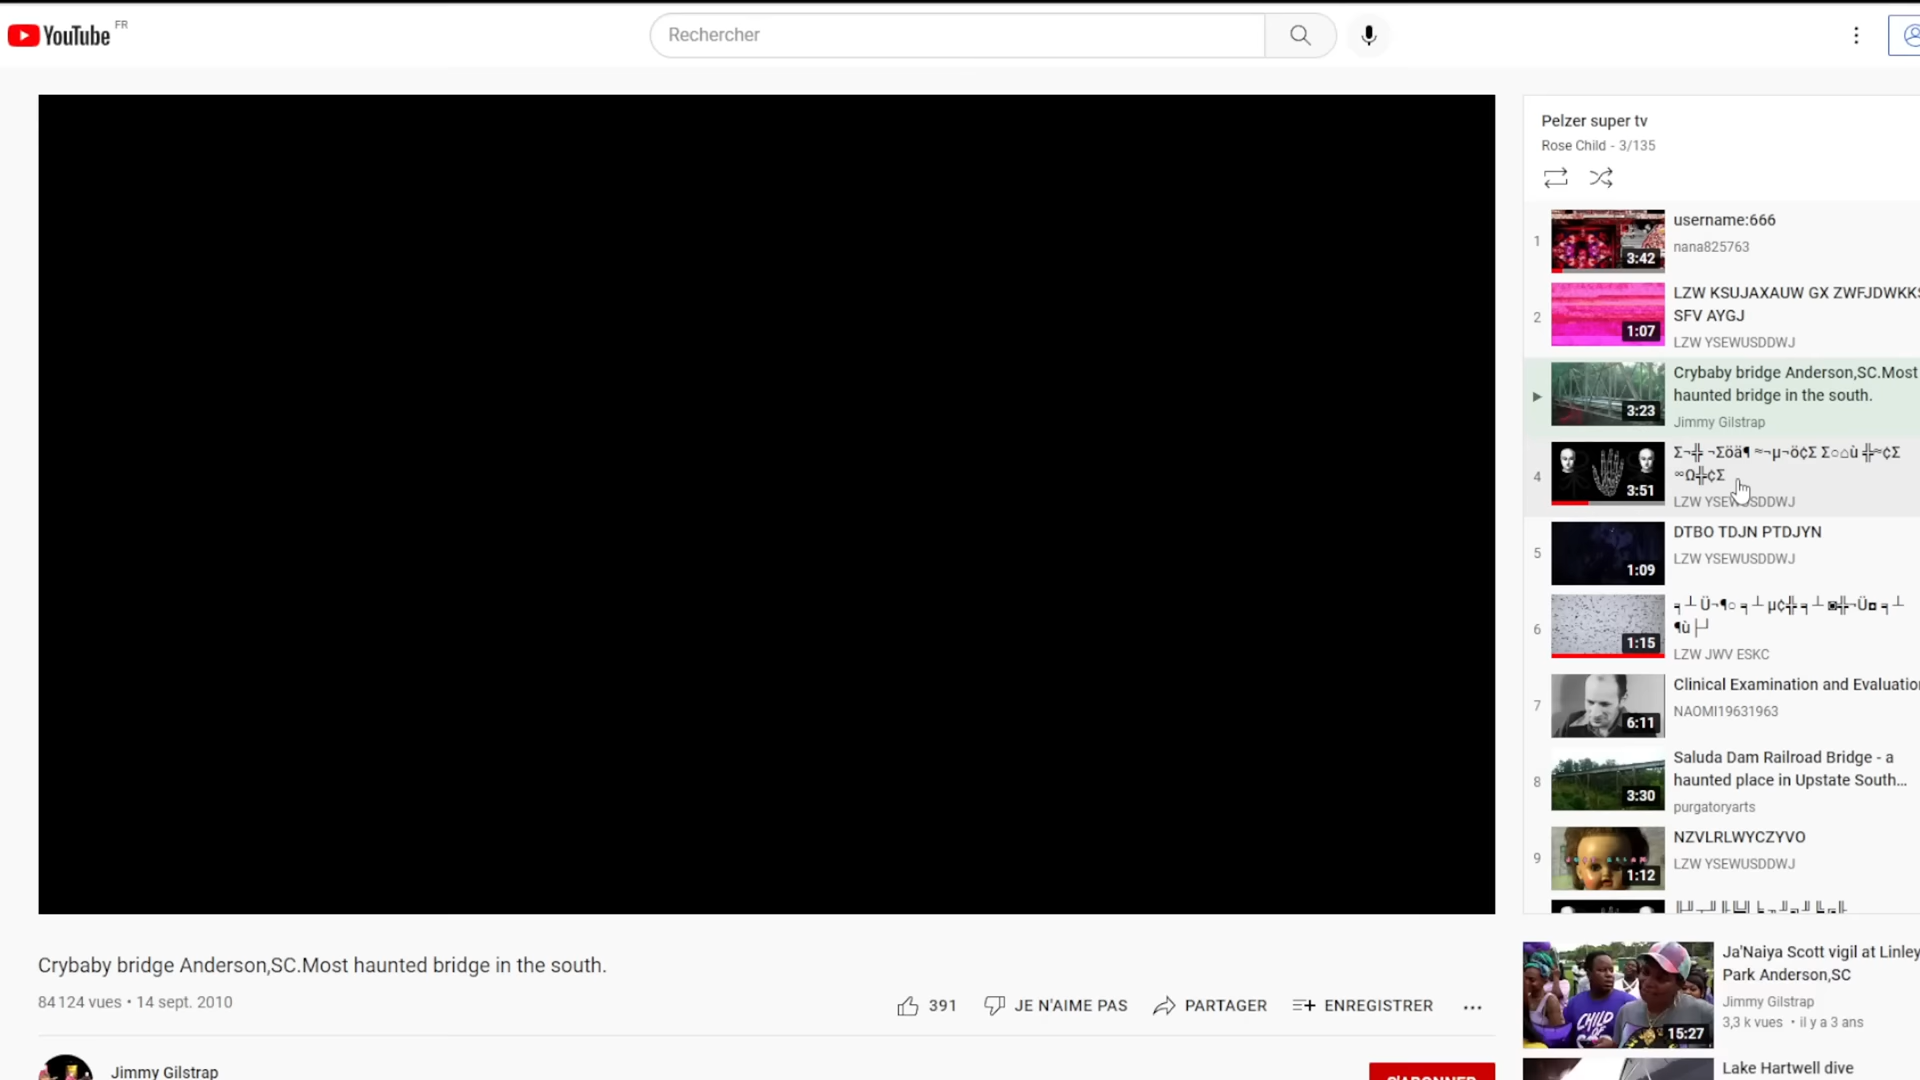 YouTube FR
Rechercher
Pelzer super tv
Rose Child - 3/135
1
3:42
username:666
nana825763
2
1:07
LZW KSUJAXAUW GX ZWFJDWKKS
SFV AYGJ
LZW YSEWUSDDWJ
3:23
Crybaby bridge Anderson,SC.Most
haunted bridge in the south.
Jimmy Gilstrap
4
3:51
Σ¬╬ ¬Σöä¶ ≈¬µ¬ö¢Σ Σ○⌂ù ╬≈¢Σ
∞Ω╬¢Σ
LZW YSEWUSDDWJ
5
1:09
DTBO TDJN PTDJYN
LZW YSEWUSDDWJ
6
1:15
LZW JWV ESKC
7
6:11
Clinical Examination and Evaluation
NAOMI19631963
8
3:30
Saluda Dam Railroad Bridge - a
haunted place in Upstate South...
purgatoryarts
9
1:12
NZVLRLWYCZYVO
LZW YSEWUSDDWJ
Crybaby bridge Anderson,SC.Most haunted bridge in the south.
84 124 vues • 14 sept. 2010
391
JE N'AIME PAS
PARTAGER
ENREGISTRER
Jimmy Gilstrap
S'ABONNER
CHILD
15:27
Ja'Naiya Scott vigil at Linley
Park Anderson,SC
Jimmy Gilstrap
3,3 k vues • il y a 3 ans
Lake Hartwell dive